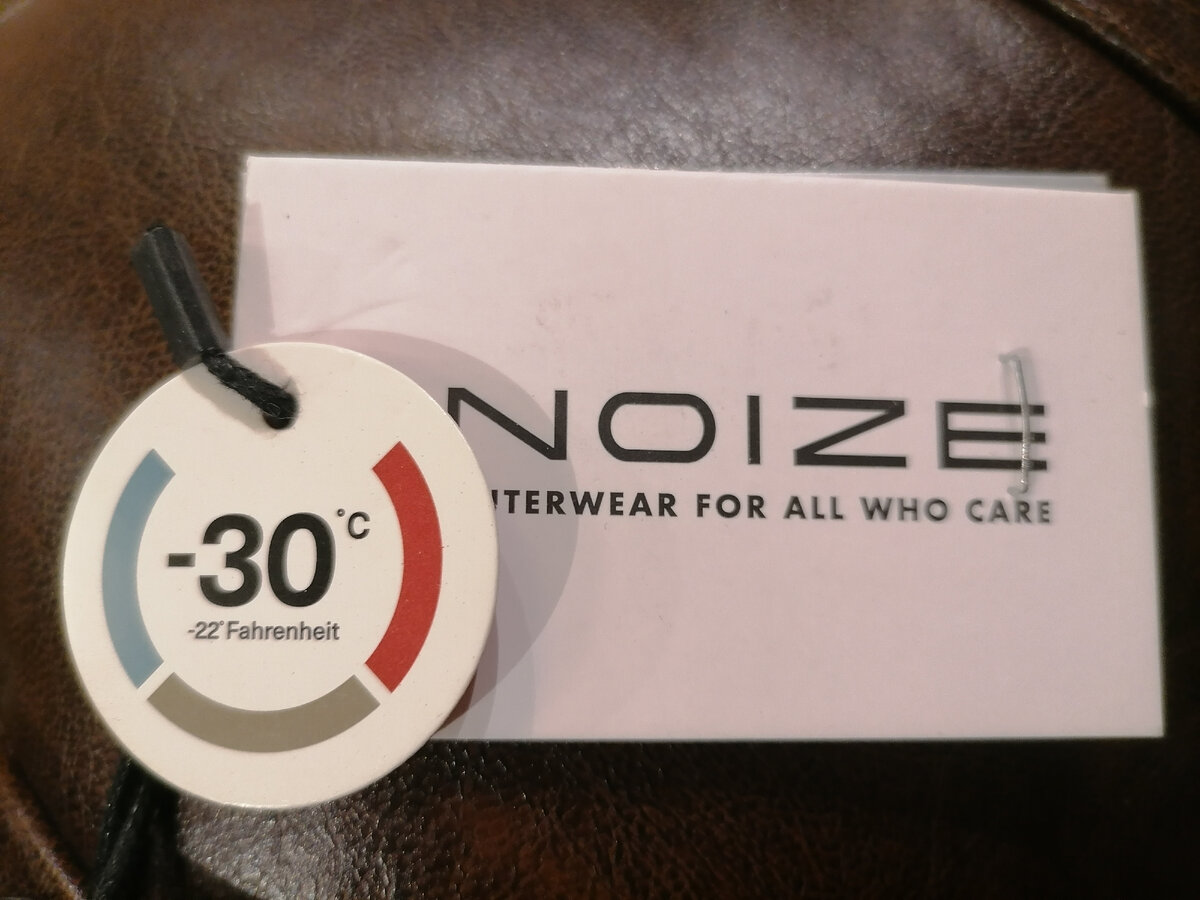 -30°C
-22°Fahrenheit
NOIZE
UTERWEAR FOR ALL WHO CARE